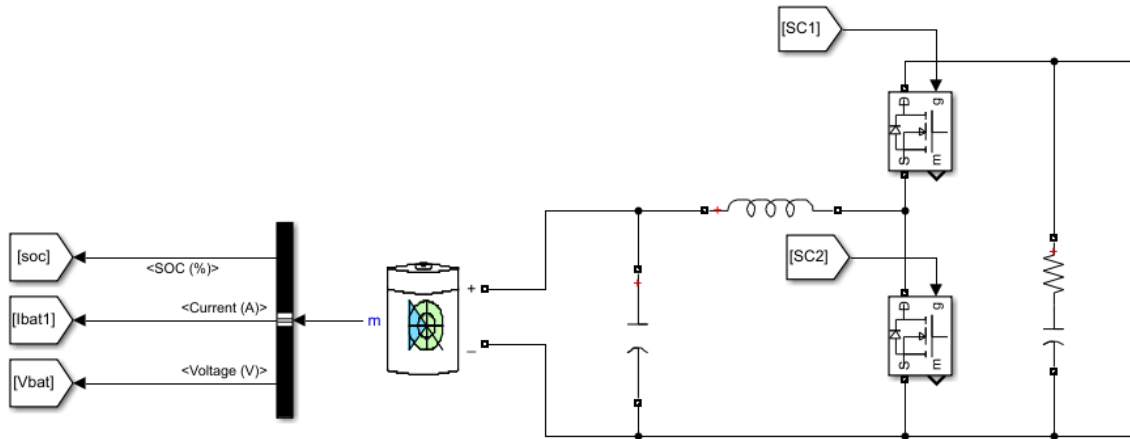 [SC1]
D g
S m
[SC2]
D g
S m
+
+
+
+
[soc]
<SOC (%)>
[Ibat1]
<Current (A)>
m
+
–
[Vbat]
<Voltage (V)>